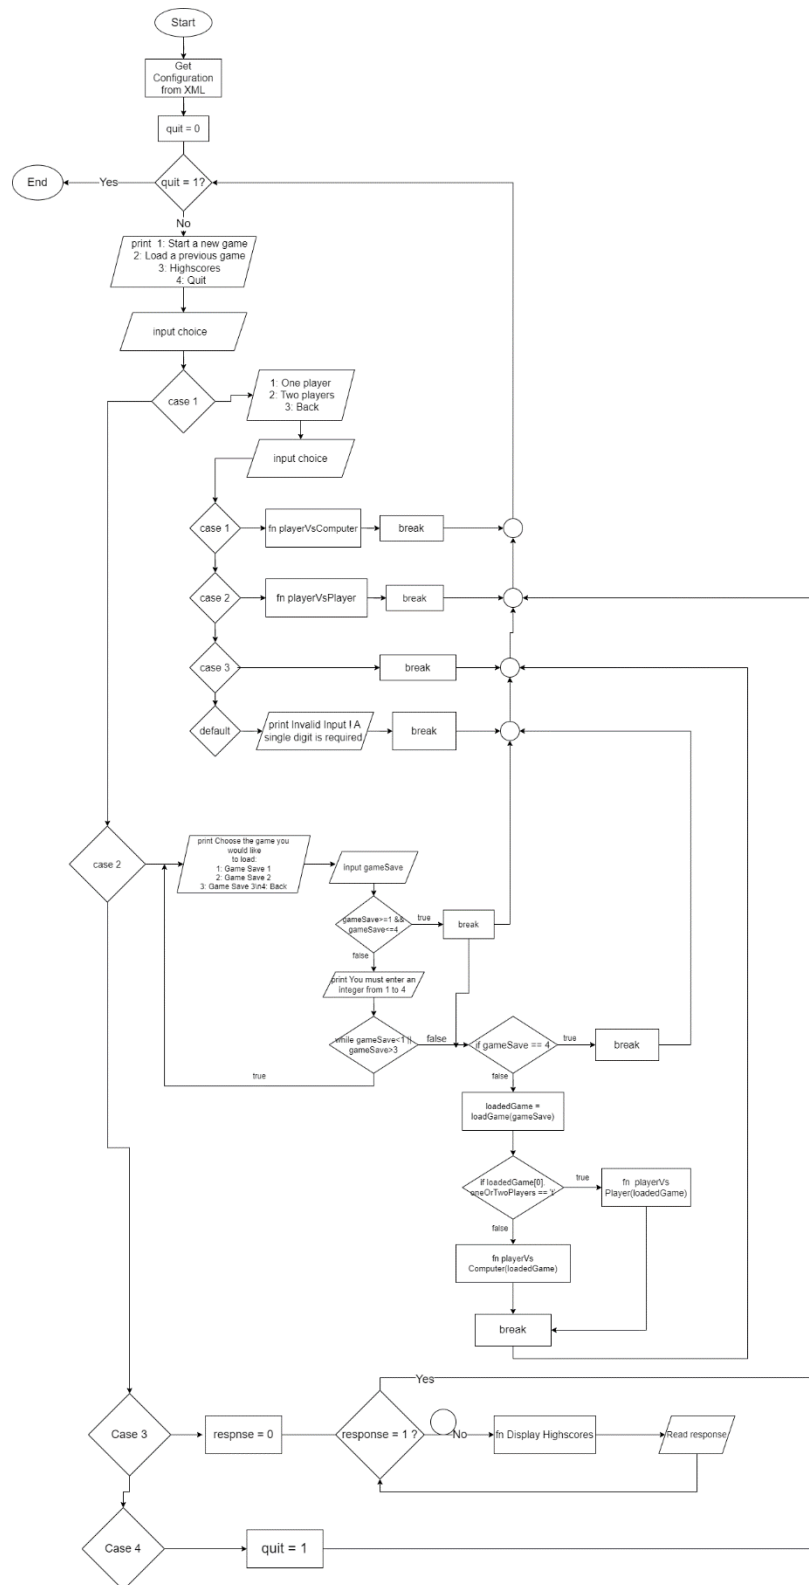 Start
Get
Configuration
from XML
quit = 0
quit = 1?
Yes
End
No
print 1: Start a new game
2: Load a previous game
3: Highscores
4: Quit
input choice
case 1
1: One player
2: Two players
3: Back
input choice
case 1
fn playerVsComputer
break
case 2
fn playerVsPlayer
break
case 3
break
default
print Invalid Input ! A
single digit is required
break
case 2
print Choose the game you
would like
to load:
1: Game Save 1
2: Game Save 2
3: Game Save 3\n4: Back
input gameSave
gameSave>=1 &&
gameSave<=4
true
break
false
print You must enter an
integer from 1 to 4
while gameSave<1 ||
gameSave>3
false
true
if gameSave == 4
true
break
false
loadedGame =
loadGame(gameSave)
if loadedGame[0].
oneOrTwoPlayers ==
true
fn playerVs
Player(loadedGame)
false
fn playerVs
Computer(loadedGame)
break
Case 3
respnse = 0
response = 1 ?
Yes
No
fn Display Highscores
Read response
Case 4
quit = 1